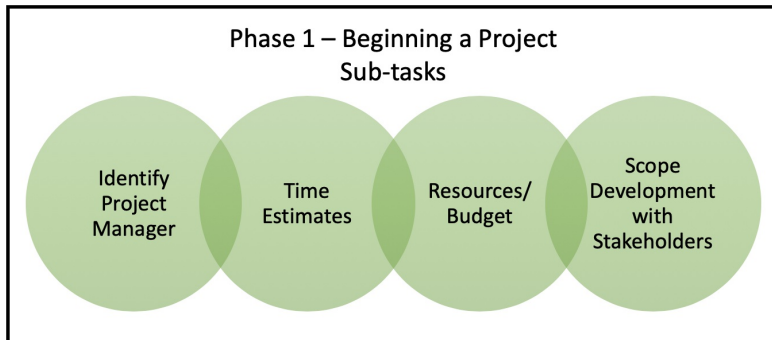 Phase 1 – Beginning a Project
Sub-tasks
Identify
Project
Manager
Time
Estimates
Resources/
Budget
Scope
Development
with
Stakeholders